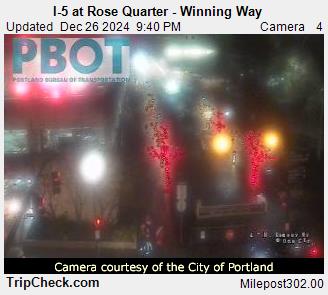 I-5 at Rose Quarter - Winning Way
Updated Dec 26 2024 9:40 PM Camera 4
PBOT
PORTLAND BUREAU OF TRANSPORTATION
Camera courtesy of the City of Portland
TripCheck.com Milepost302.00